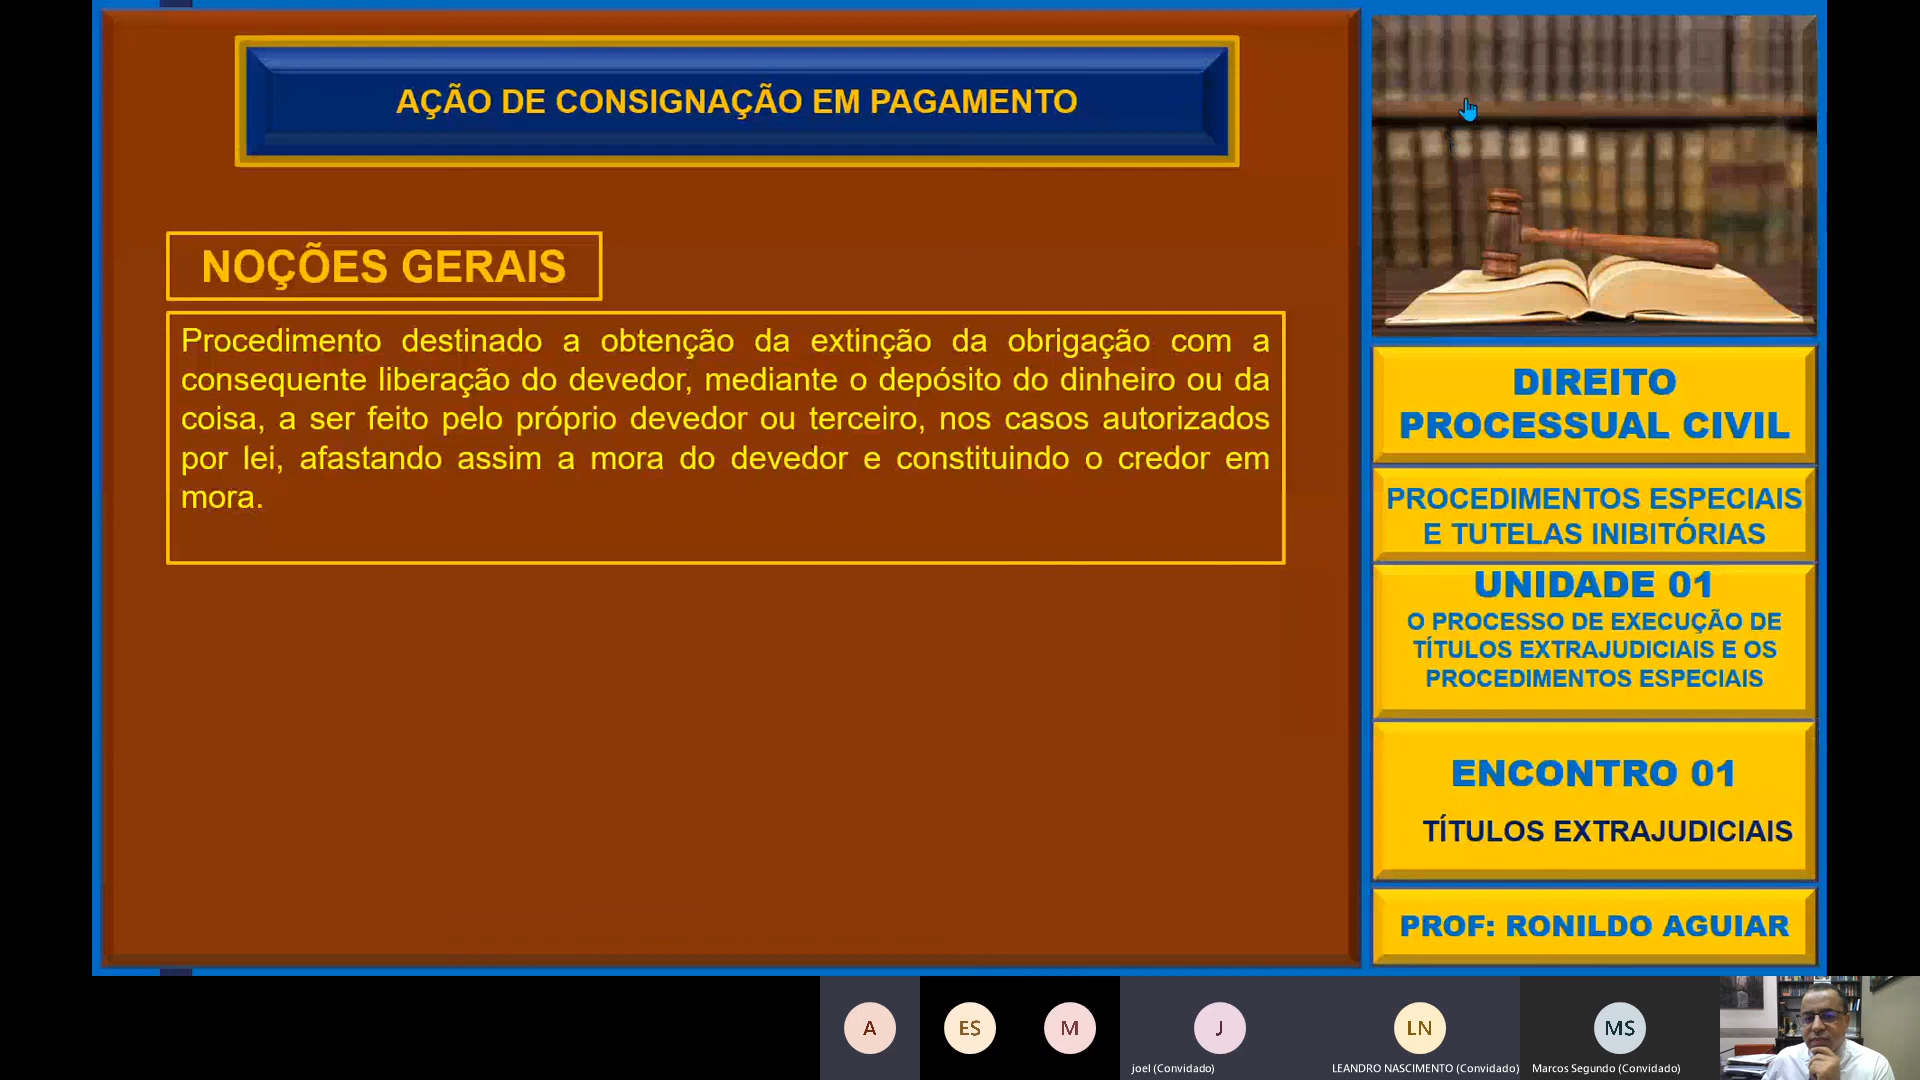 AÇÃO DE CONSIGNAÇÃO EM PAGAMENTO
NOÇÕES GERAIS
Procedimento destinado a obtenção da extinção da obrigação com a
consequente liberação do devedor, mediante o depósito do dinheiro ou da
coisa, a ser feito pelo próprio devedor ou terceiro, nos casos autorizados
por lei, afastando assim a mora do devedor e constituindo o credor em
mora.
DIREITO
PROCESSUAL CIVIL
PROCEDIMENTOS ESPECIAIS
E TUTELAS INIBITÓRIAS
UNIDADE 01
O PROCESSO DE EXECUÇÃO DE
TÍTULOS EXTRAJUDICIAIS E OS
PROCEDIMENTOS ESPECIAIS
ENCONTRO 01
TÍTULOS EXTRAJUDICIAIS
PROF: RONILDO AGUIAR
A
ES
M
J
LN
MS
joel (Convidado)
LEANDRO NASCIMENTO (Convidado)
Marcos Segundo (Convidado)